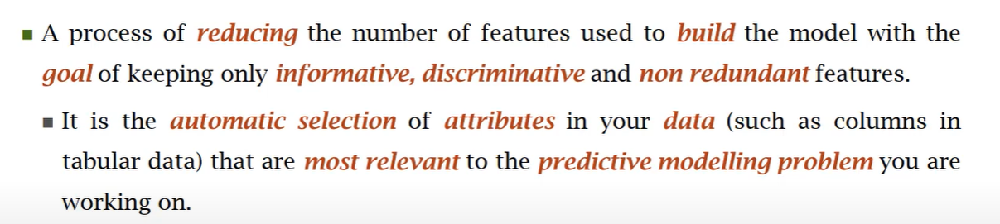 ▪ A process of reducing the number of features used to build the model with the
goal of keeping only informative, discriminative and non redundant features.
▪ It is the automatic selection of attributes in your data (such as columns in
tabular data) that are most relevant to the predictive modelling problem you are
working on.